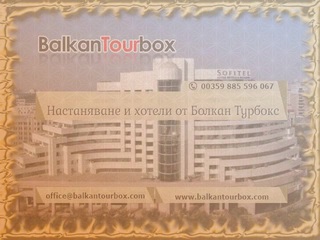 BalkanTourbox
SOFITEL
00359 885 596 067
Настаняване и хотели от Болкан Турбокс
office@balkantourbox.com
www.balkantourbox.com